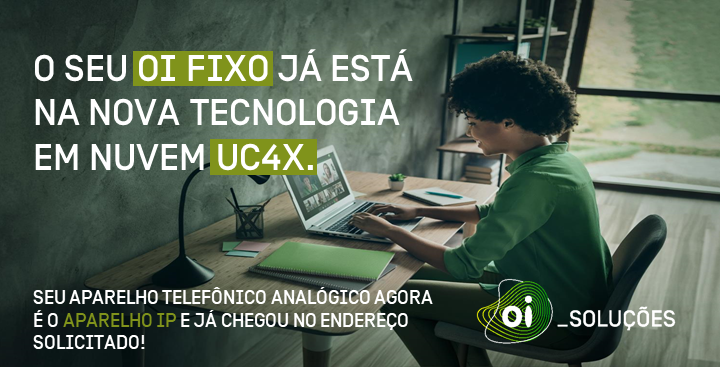 O SEU OI FIXO JÁ ESTÁ
NA NOVA TECNOLOGIA
EM NUVEM UC4X.
SEU APARELHO TELEFÔNICO ANALÓGICO AGORA
É O APARELHO IP E JÁ CHEGOU NO ENDEREÇO
SOLICITADO!
oi _SOLUÇÕES